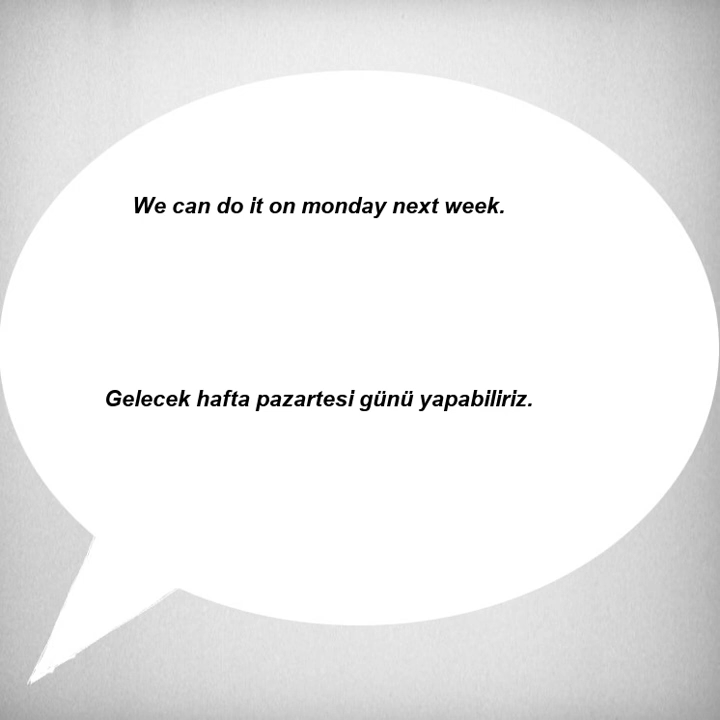 We can do it on monday next week.
Gelecek hafta pazartesi günü yapabiliriz.